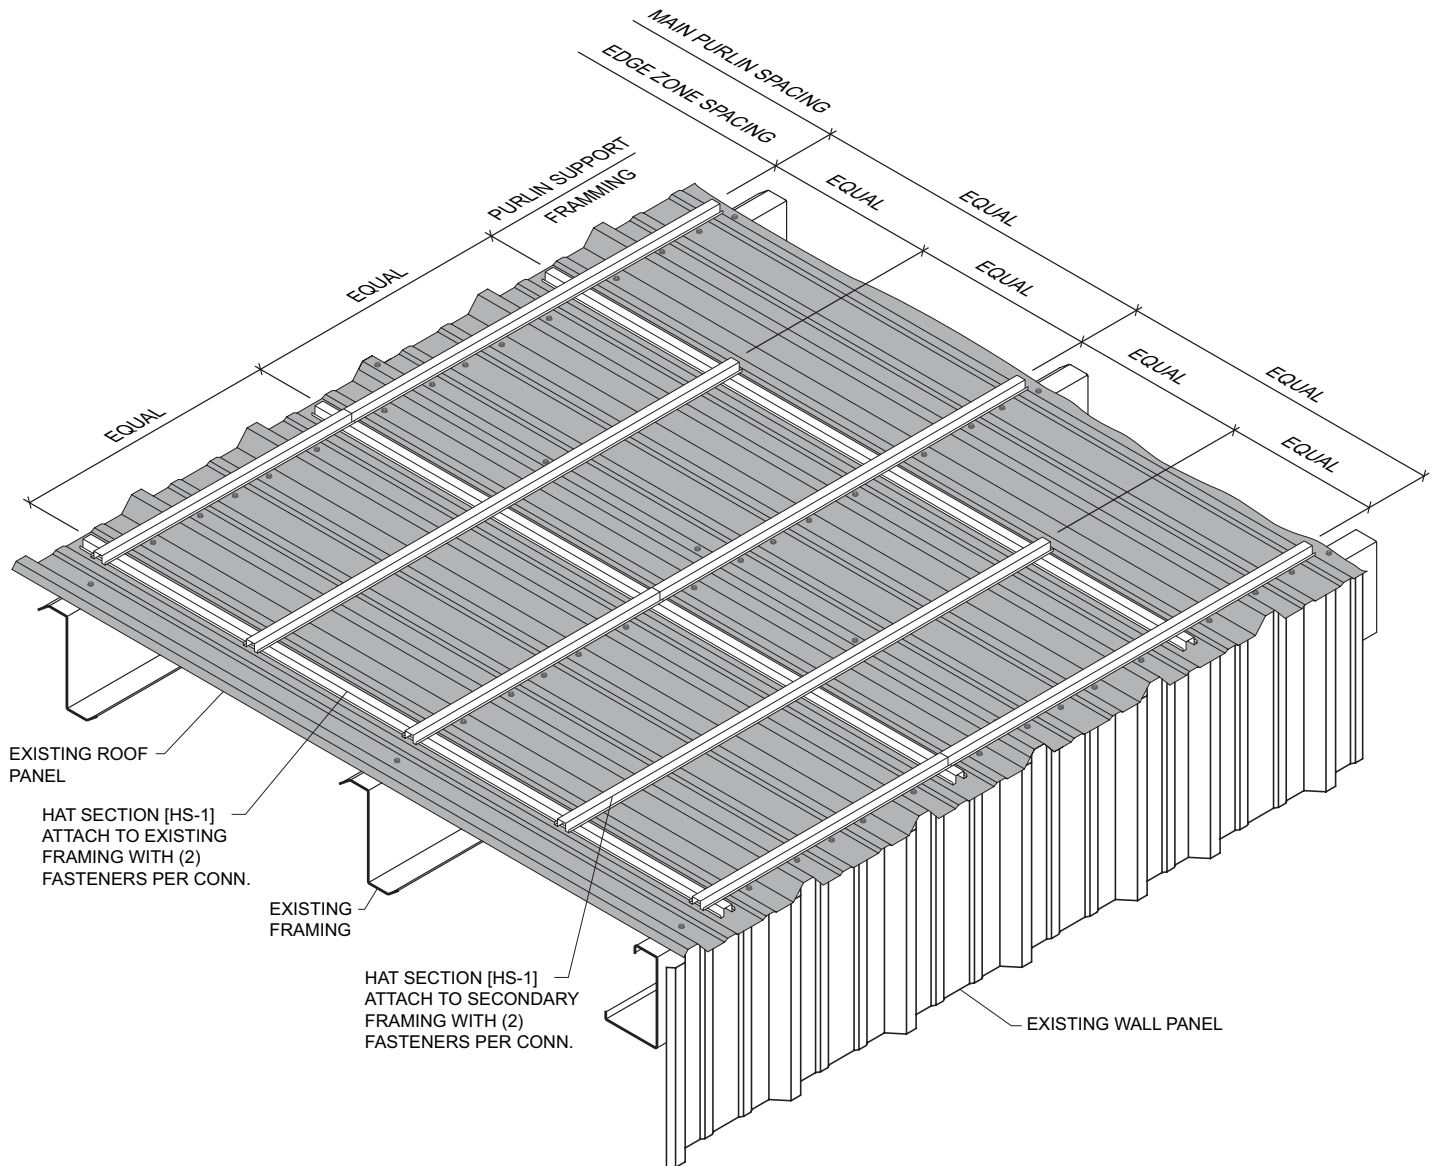 MAIN PURLIN SPACING
EDGE ZONE SPACING
PURLIN SUPPORT
FRAMMING
EQUAL
EQUAL
EQUAL
EQUAL
EQUAL
EQUAL
EQUAL
EQUAL
EXISTING ROOF
PANEL
HAT SECTION [HS-1]
ATTACH TO EXISTING
FRAMING WITH (2)
FASTENERS PER CONN.
EXISTING
FRAMING
HAT SECTION [HS-1]
ATTACH TO SECONDARY
FRAMING WITH (2)
FASTENERS PER CONN.
EXISTING WALL PANEL